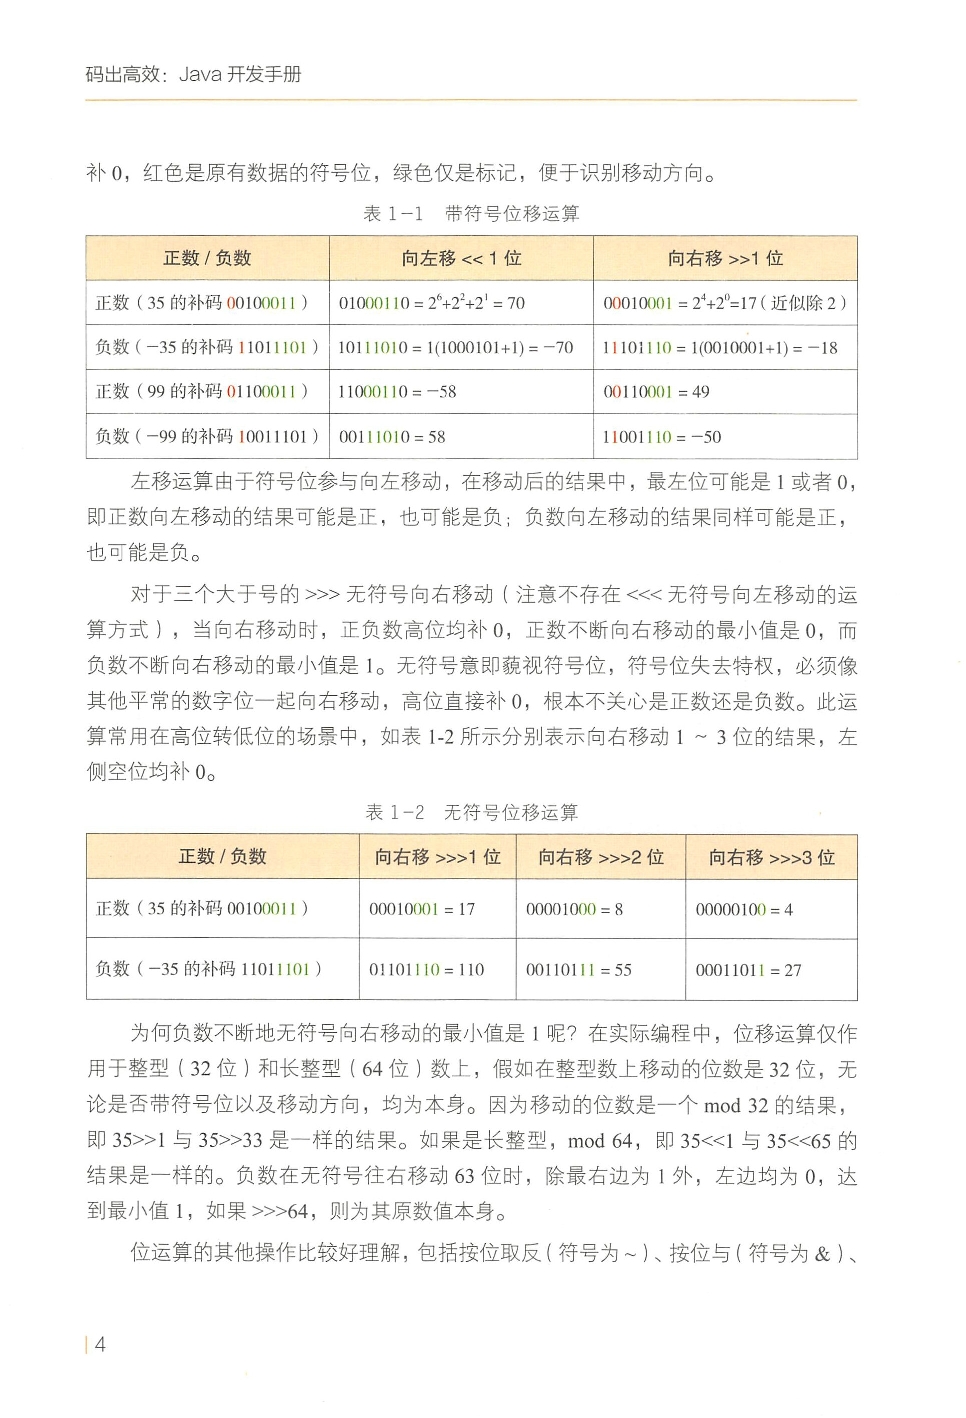 码出高效：Java 开发手册
补 0，红色是原有数据的符号位，绿色仅是标记，便于识别移动方向。
表 1-1 带符号位移运算
正数 / 负数 向左移 << 1 位 向右移 >>1 位
正数（35 的补码 00100011） 01000110 = 2⁶+2²+2¹ = 70 00010001 = 2⁴+2⁰=17（近似除 2）
负数（-35 的补码 11011101） 10111010 = 1(1000101+1) = -70 11101110 = 1(0010001+1) = -18
正数（99 的补码 01100011） 11000110 = -58 00110001 = 49
负数（-99 的补码 10011101） 00111010 = 58 11001110 = -50
左移运算由于符号位参与向左移动，在移动后的结果中，最左位可能是 1 或者 0，
即正数向左移动的结果可能是正，也可能是负；负数向左移动的结果同样可能是正，
也可能是负。
对于三个大于号的 >>> 无符号向右移动（注意不存在 <<< 无符号向左移动的运
算方式），当向右移动时，正负数高位均补 0，正数不断向右移动的最小值是 0，而
负数不断向右移动的最小值是 1。无符号意即藐视符号位，符号位失去特权，必须像
其他平常的数字位一起向右移动，高位直接补 0，根本不关心是正数还是负数。此运
算常用在高位转低位的场景中，如表 1-2 所示分别表示向右移动 1 ~ 3 位的结果，左
侧空位均补 0。
表 1-2 无符号位移运算
正数 / 负数 向右移 >>>1 位 向右移 >>>2 位 向右移 >>>3 位
正数（35 的补码 00100011） 00010001 = 17 00001000 = 8 00000100 = 4
负数（-35 的补码 11011101） 01101110 = 110 00110111 = 55 00011011 = 27
为何负数不断地无符号向右移动的最小值是 1 呢？在实际编程中，位移运算仅作
用于整型（32 位）和长整型（64 位）数上，假如在整型数上移动的位数是 32 位，无
论是否带符号位以及移动方向，均为本身。因为移动的位数是一个 mod 32 的结果，
即 35>>1 与 35>>33 是一样的结果。如果是长整型，mod 64，即 35<<1 与 35<<65 的
结果是一样的。负数在无符号往右移动 63 位时，除最右边为 1 外，左边均为 0，达
到最小值 1，如果 >>>64，则为其原数值本身。
位运算的其他操作比较好理解，包括按位取反（符号为 ~）、按位与（符号为 &）、
4